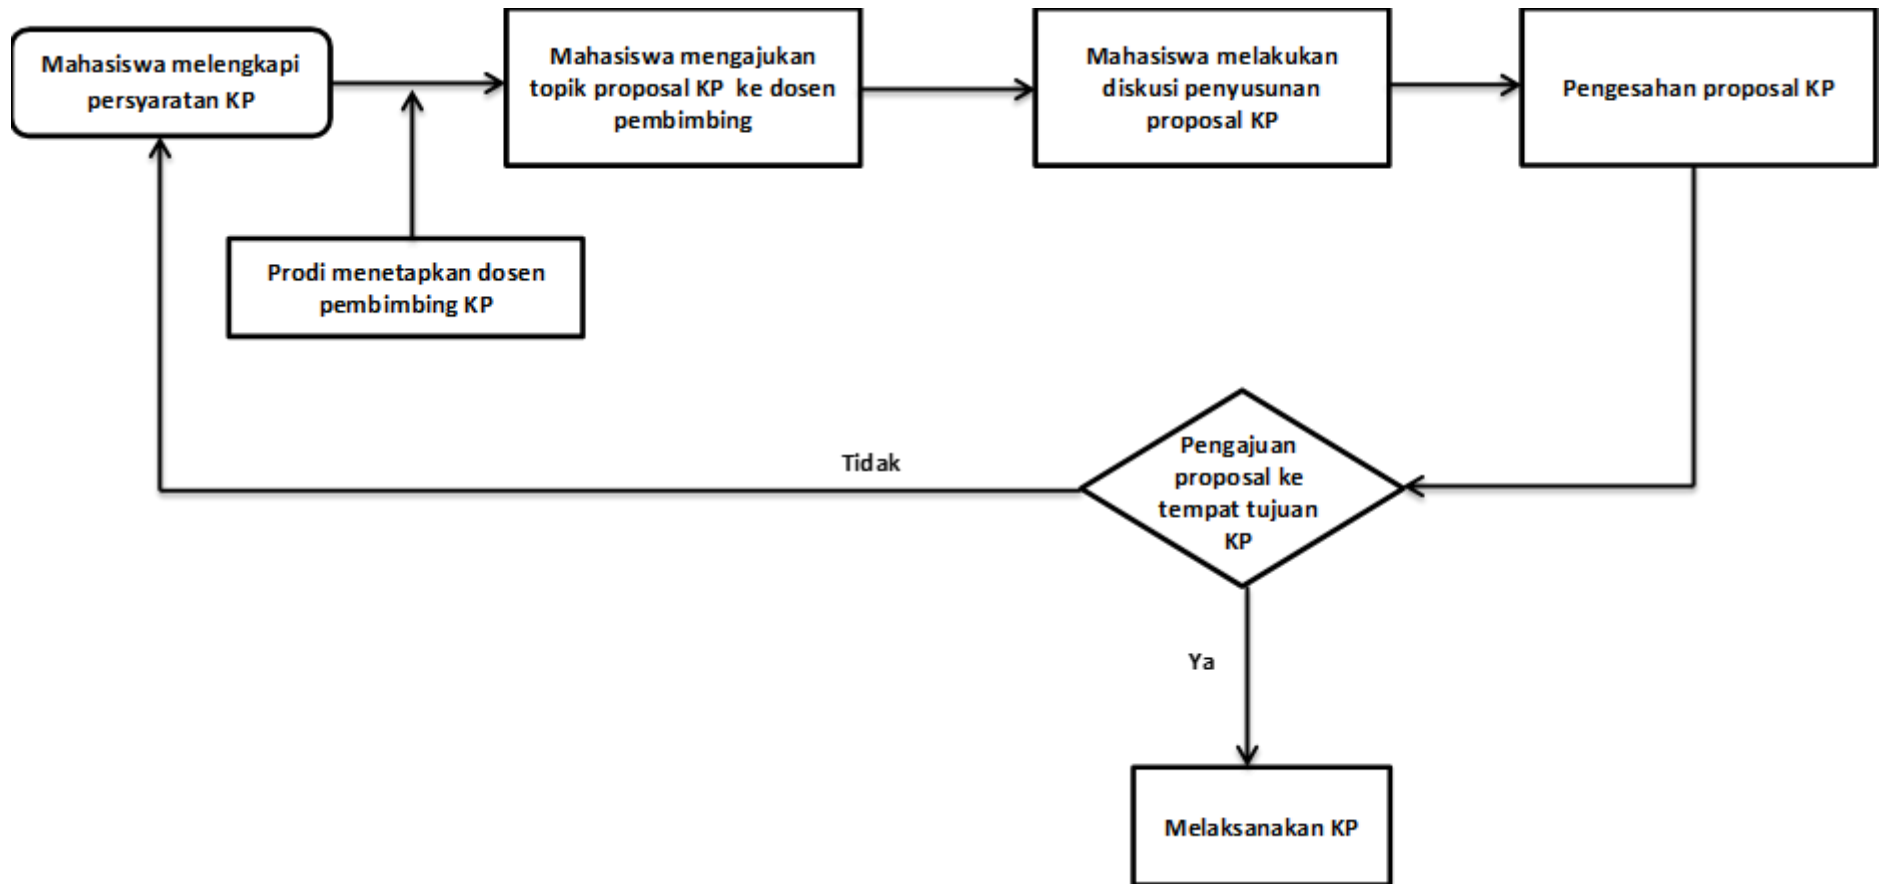 Mahasiswa melengkapi
persyaratan KP
Mahasiswa mengajukan
topik proposal KP ke dosen
pembimbing
Mahasiswa melakukan
diskusi penyusunan
proposal KP
Pengesahan proposal KP
Prodi menetapkan dosen
pembimbing KP
Pengajuan
proposal ke
tempat tujuan
KP
Tidak
Ya
Melaksanakan KP